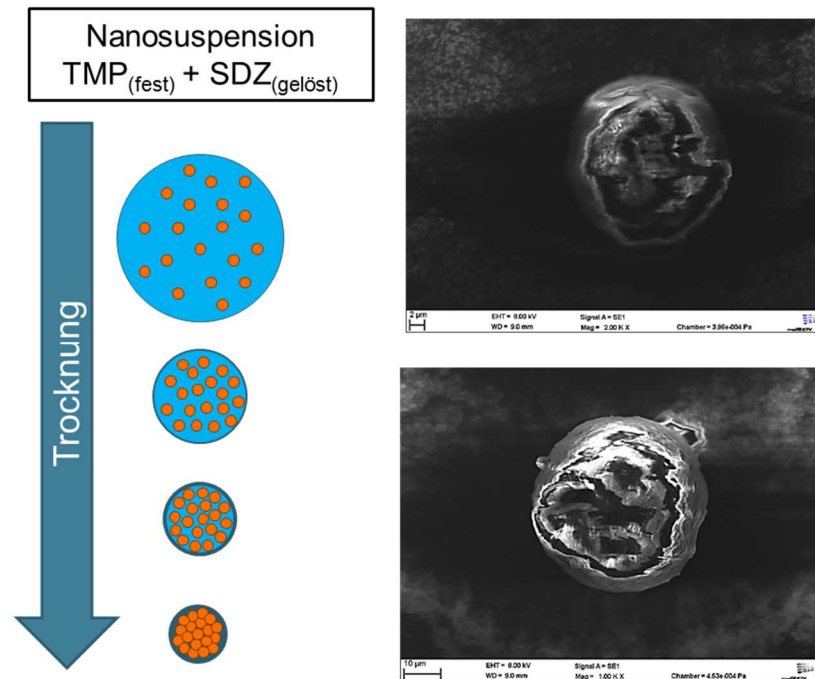 Nanosuspension
TMP(fest) + SDZ(gelöst)
Trocknung
2 µm
EHT = 8.00 kV
Signal A = SE1
WD = 9.0 mm
Mag = 2.00 K X
Chamber = 3.96e-004 Pa
10 µm
EHT = 8.00 kV
Signal A = SE1
WD = 9.0 mm
Mag = 1.00 K X
Chamber = 4.53e-004 Pa